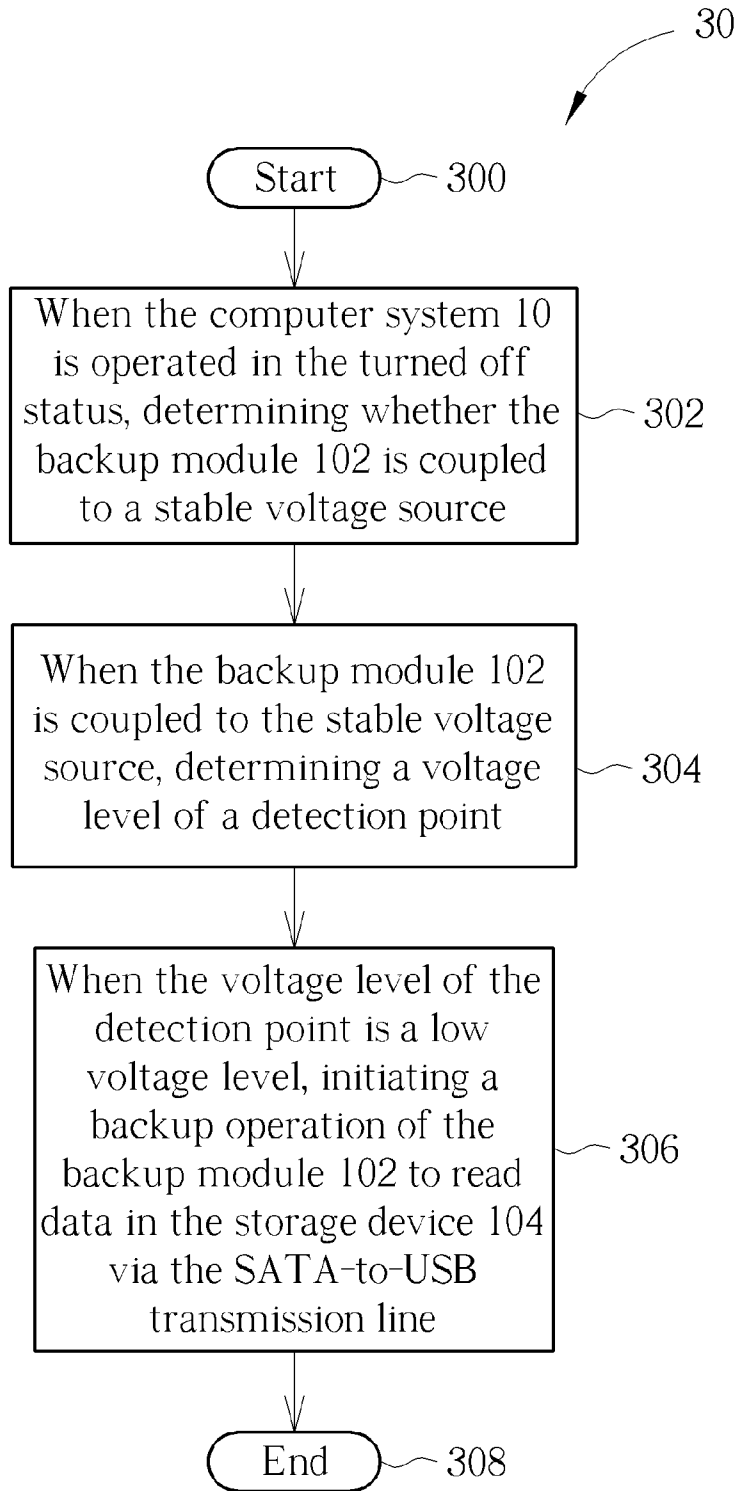 30
Start
300
When the computer system 10
is operated in the turned off
status, determining whether the
backup module 102 is coupled
to a stable voltage source
302
When the backup module 102
is coupled to the stable voltage
source, determining a voltage
level of a detection point
304
When the voltage level of the
detection point is a low
voltage level, initiating a
backup operation of the
backup module 102 to read
data in the storage device 104
via the SATA-to-USB
transmission line
306
End
308